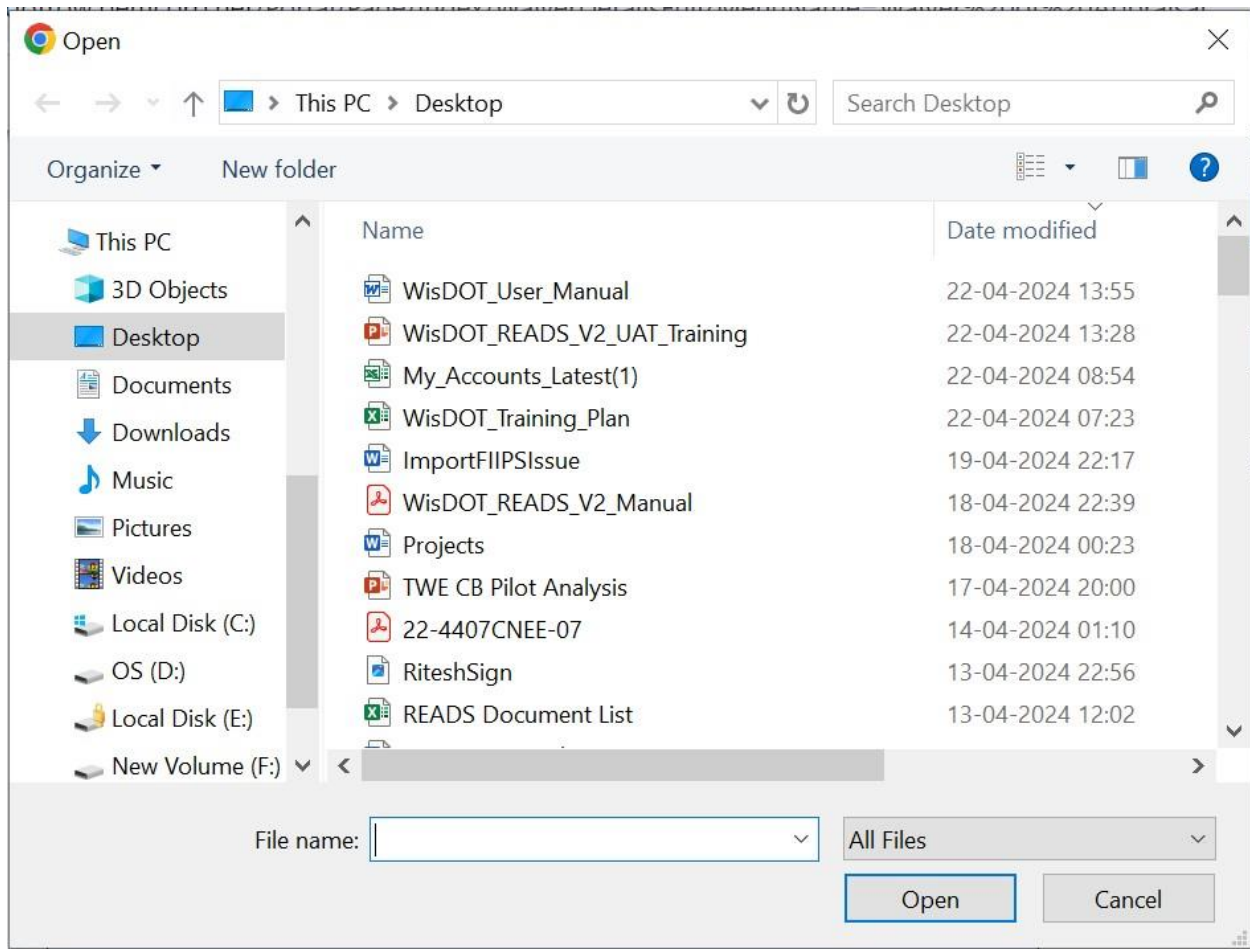 Open
This PC > Desktop
Search Desktop
Organize
New folder
This PC
3D Objects
Desktop
Documents
Downloads
Music
Pictures
Videos
Local Disk (C:)
OS (D:)
Local Disk (E:)
New Volume (F:)
Name Date modified
WisDOT_User_Manual 22-04-2024 13:55
WisDOT_READS_V2_UAT_Training 22-04-2024 13:28
My_Accounts_Latest(1) 22-04-2024 08:54
WisDOT_Training_Plan 22-04-2024 07:23
ImportFIIPSIssue 19-04-2024 22:17
WisDOT_READS_V2_Manual 18-04-2024 22:39
Projects 18-04-2024 00:23
TWE CB Pilot Analysis 17-04-2024 20:00
22-4407CNEE-07 14-04-2024 01:10
RiteshSign 13-04-2024 22:56
READS Document List 13-04-2024 12:02
File name:
All Files
Open
Cancel